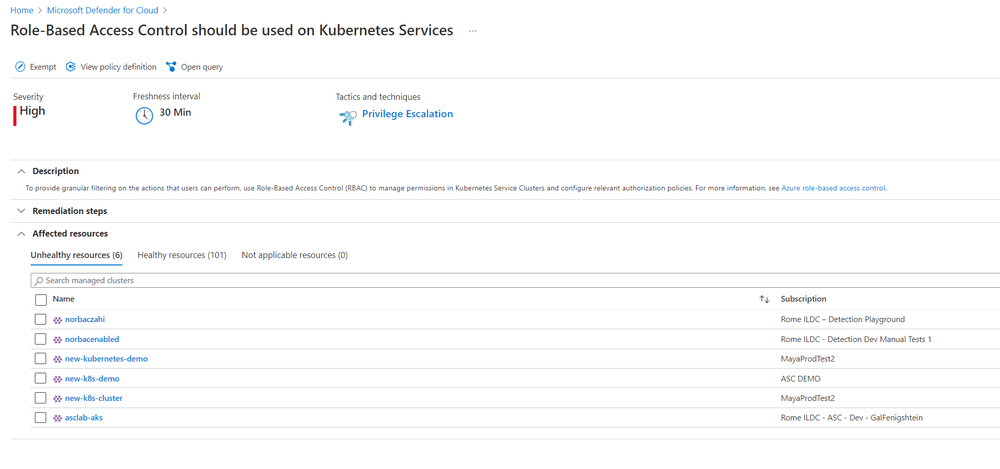 Home > Microsoft Defender for Cloud >
Role-Based Access Control should be used on Kubernetes Services ...
Exempt View policy definition Open query
Severity Freshness interval Tactics and techniques
High 30 Min Privilege Escalation
Description
To provide granular filtering on the actions that users can perform, use Role-Based Access Control (RBAC) to manage permissions in Kubernetes Service Clusters and configure relevant authorization policies. For more information, see Azure role-based access control.
Remediation steps
Affected resources
Unhealthy resources (6) Healthy resources (101) Not applicable resources (0)
Search managed clusters
Name ↑↓ Subscription
norbaczahi Rome ILDC – Detection Playground
norbacenabled Rome ILDC - Detection Dev Manual Tests 1
new-kubernetes-demo MayaProdTest2
new-k8s-demo ASC DEMO
new-k8s-cluster MayaProdTest2
asclab-aks Rome ILDC - ASC - Dev - GalFenigshtein